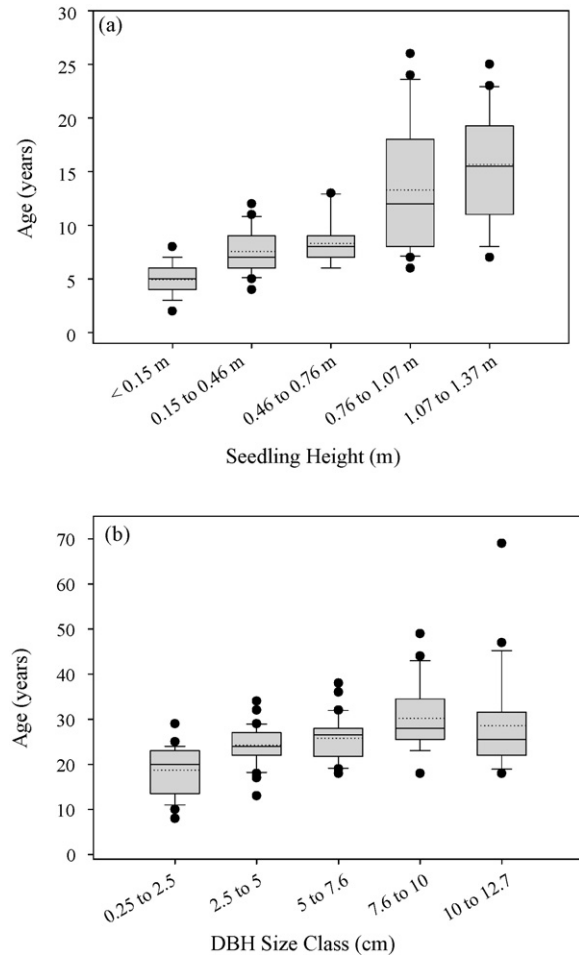 (a)
30
25
20
15
10
5
0
Age (years)
< 0.15 m
0.15 to 0.46 m
0.46 to 0.76 m
0.76 to 1.07 m
1.07 to 1.37 m
Seedling Height (m)
(b)
70
60
50
40
30
20
10
0
Age (years)
0.25 to 2.5
2.5 to 5
5 to 7.6
7.6 to 10
10 to 12.7
DBH Size Class (cm)